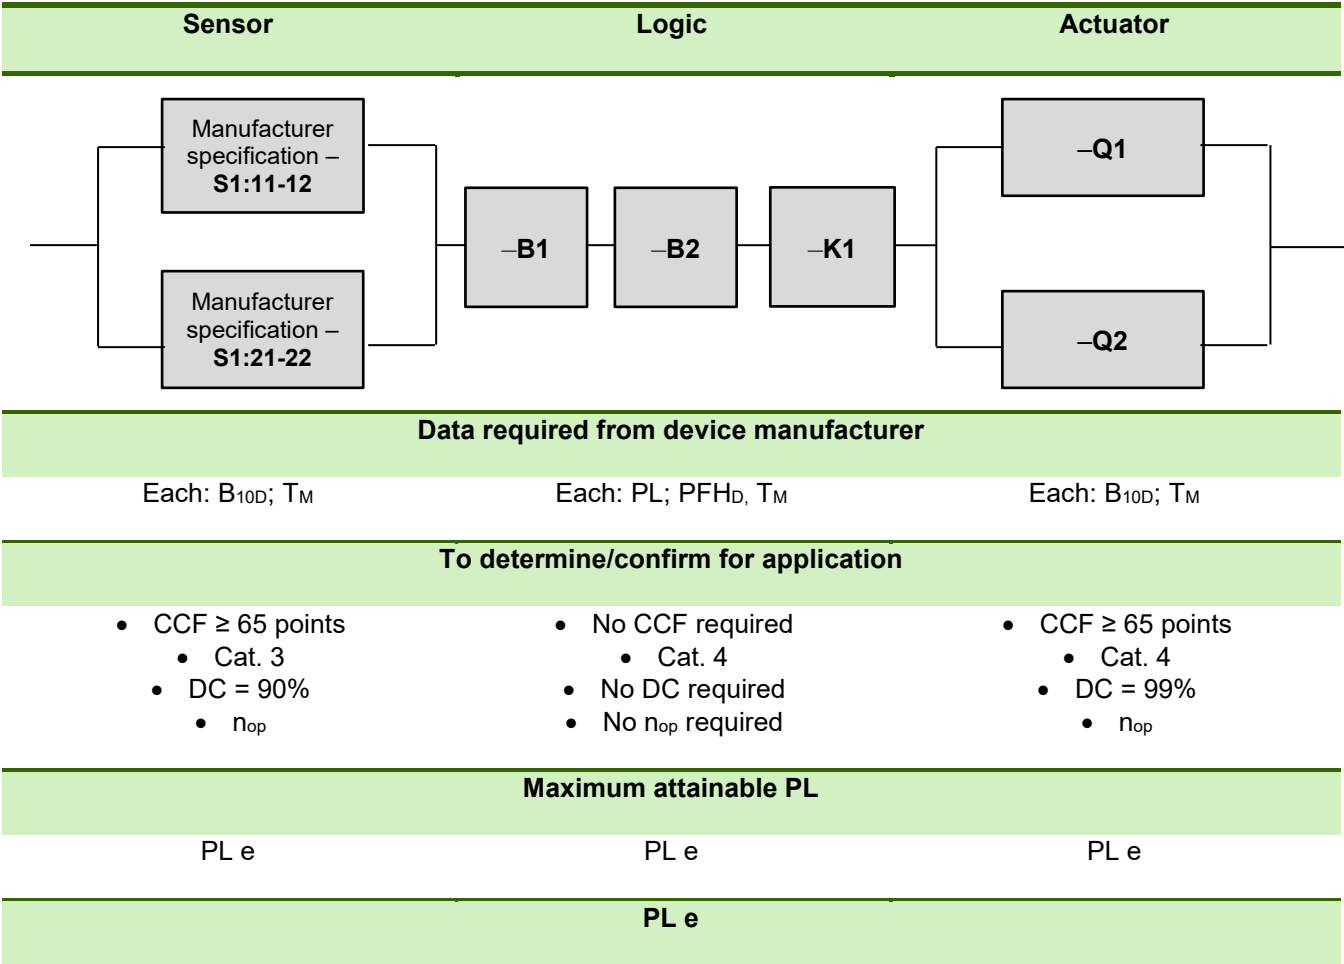 Sensor Logic Actuator
Manufacturer
specification –
S1:11-12
–Q1
–B1 –B2 –K1
Manufacturer
specification –
S1:21-22
–Q2
Data required from device manufacturer
Each: B10D; TM Each: PL; PFHD, TM Each: B10D; TM
To determine/confirm for application
• CCF ≥ 65 points • No CCF required • CCF ≥ 65 points
• Cat. 3 • Cat. 4 • Cat. 4
• DC = 90% • No DC required • DC = 99%
• nop • No nop required • nop
Maximum attainable PL
PL e PL e PL e
PL e